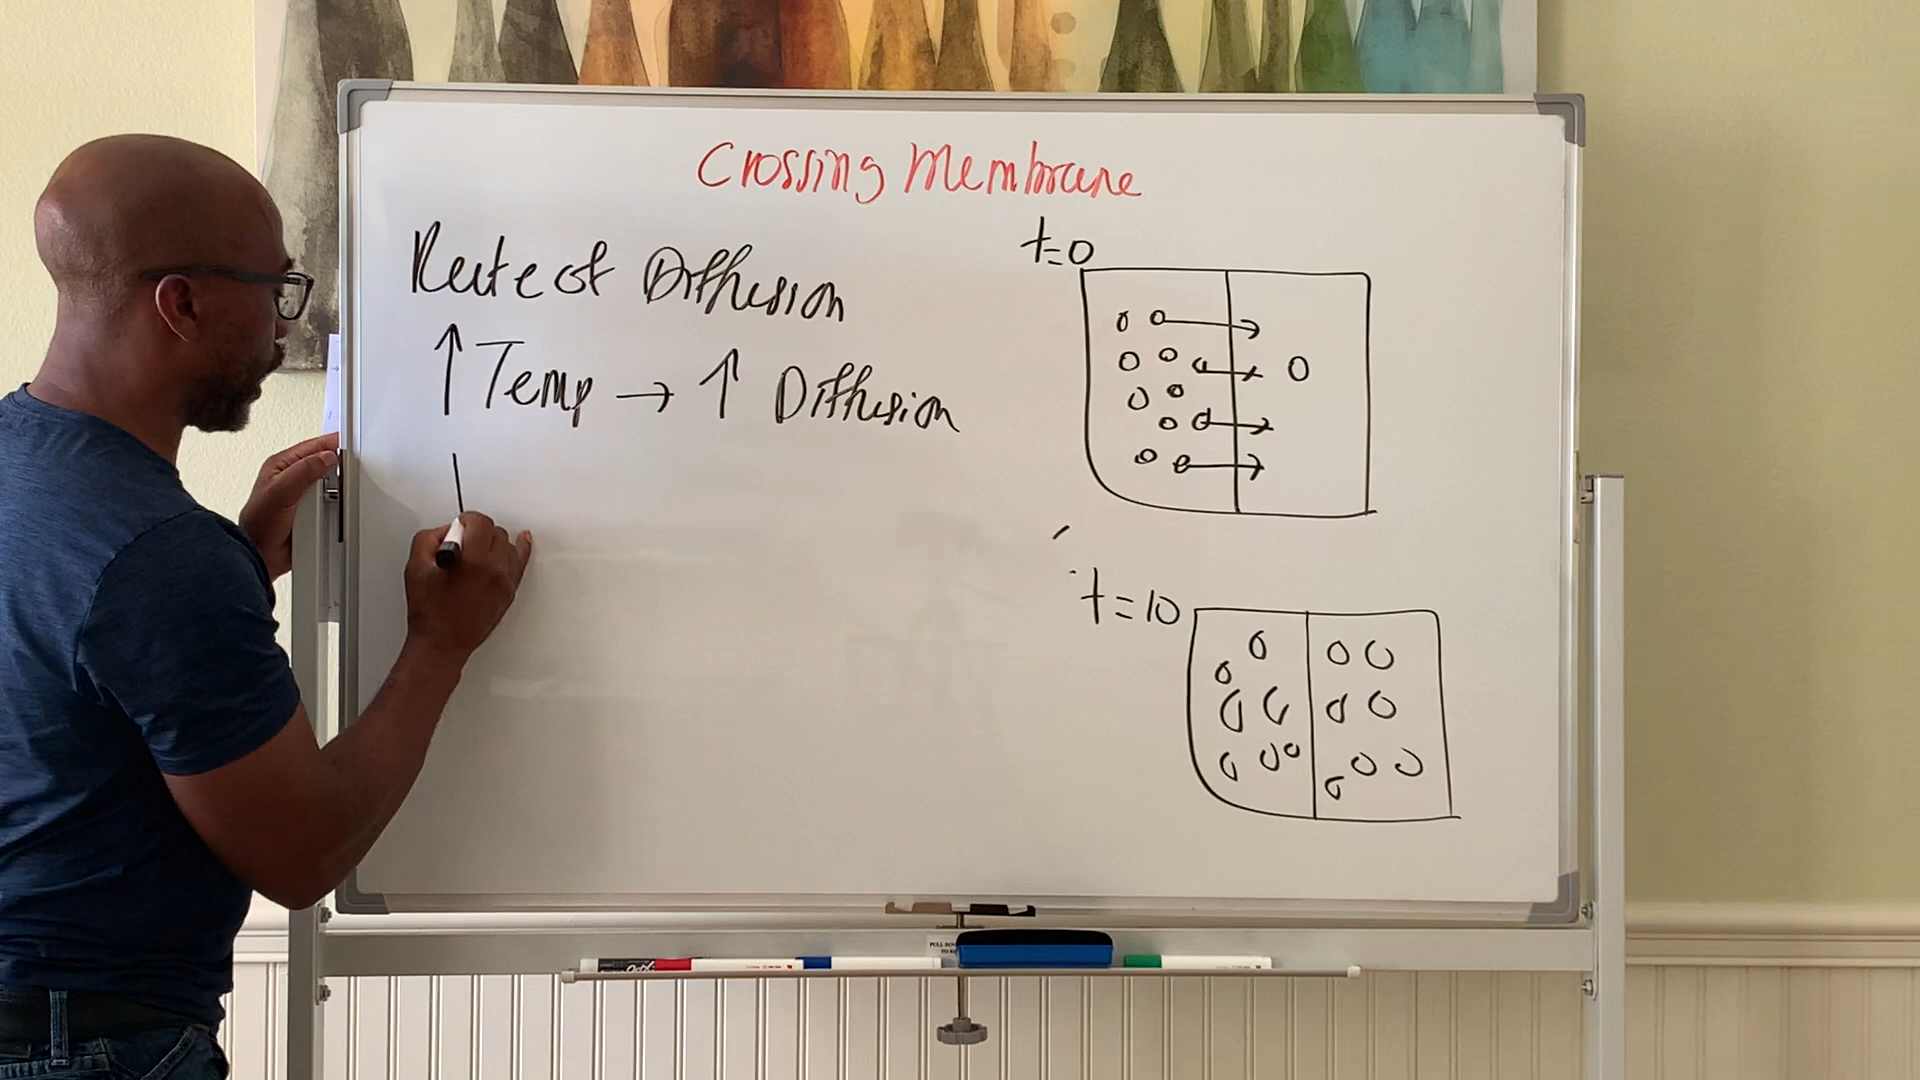 Crossing Membrane
Rate of Diffusion
↑ Temp → ↑ Diffusion
t=0
t=10